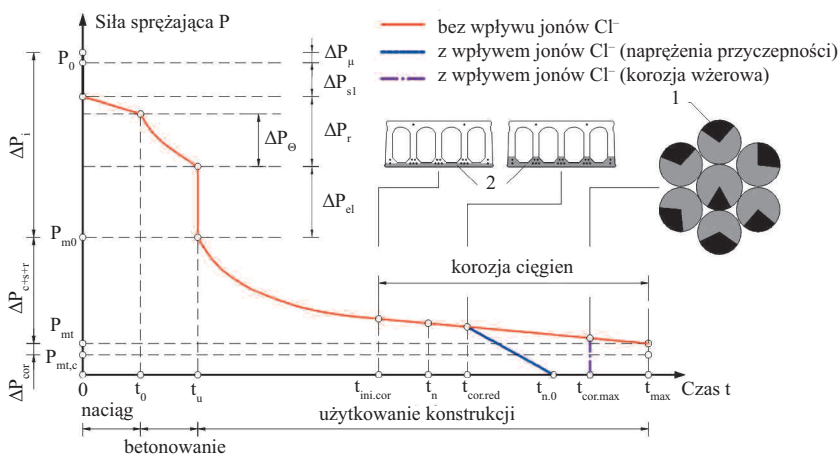 Siła sprężająca P
bez wpływu jonów Cl⁻
z wpływem jonów Cl⁻ (naprężenia przyczepności)
z wpływem jonów Cl⁻ (korozja wżerowa)
P₀
ΔPμ
ΔPsl
ΔPi
ΔPΘ
ΔPr
ΔPel
1
2
Pm0
ΔPc+s+r
korozja cięgien
Pmt
Pmt,c
ΔPcor
0
t₀
tu
tini.cor
tn
tcor.red
tn.0
tcor.max
tmax
Czas t
naciąg
betonowanie
użytkowanie konstrukcji